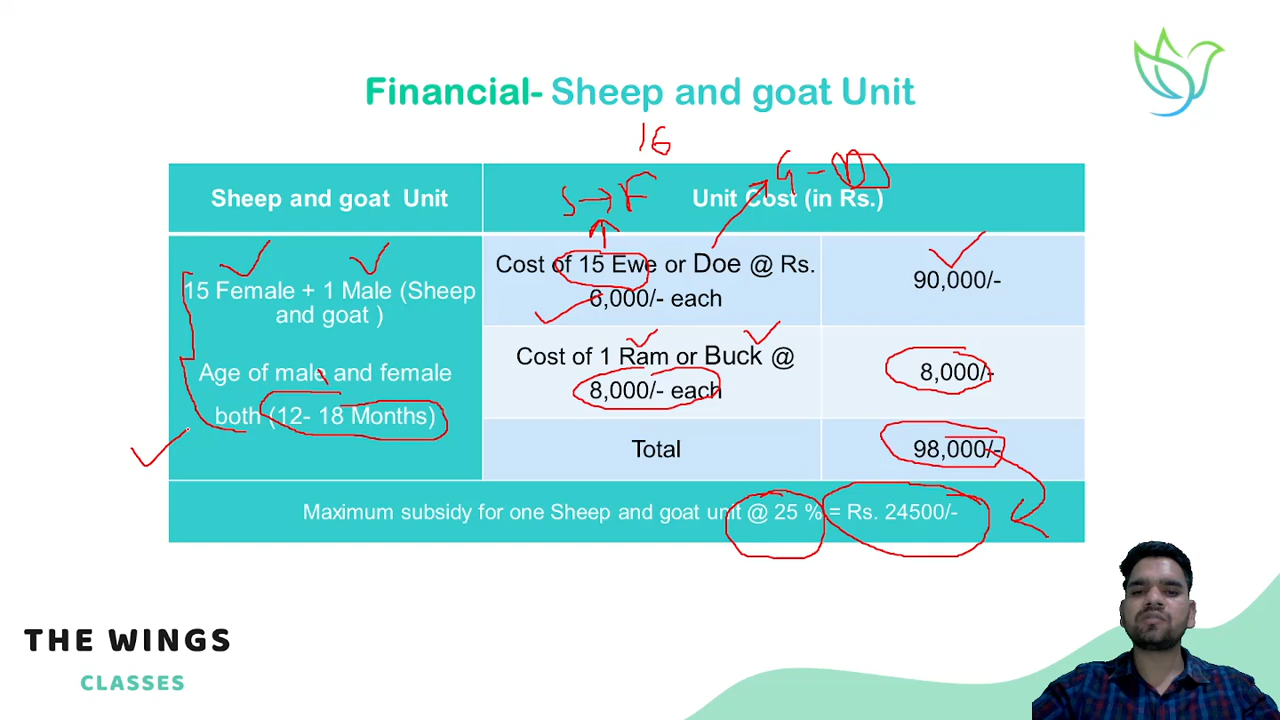 Financial- Sheep and goat Unit
16
G -
S → F
Sheep and goat Unit
Unit Cost (in Rs.)
15 Female + 1 Male (Sheep
and goat )
Age of male and female
both (12- 18 Months)
Cost of 15 Ewe or Doe @ Rs.
6,000/- each
90,000/-
Cost of 1 Ram or Buck @
8,000/- each
8,000/-
Total
98,000/-
Maximum subsidy for one Sheep and goat unit @ 25 % = Rs. 24500/-
THE WINGS
CLASSES